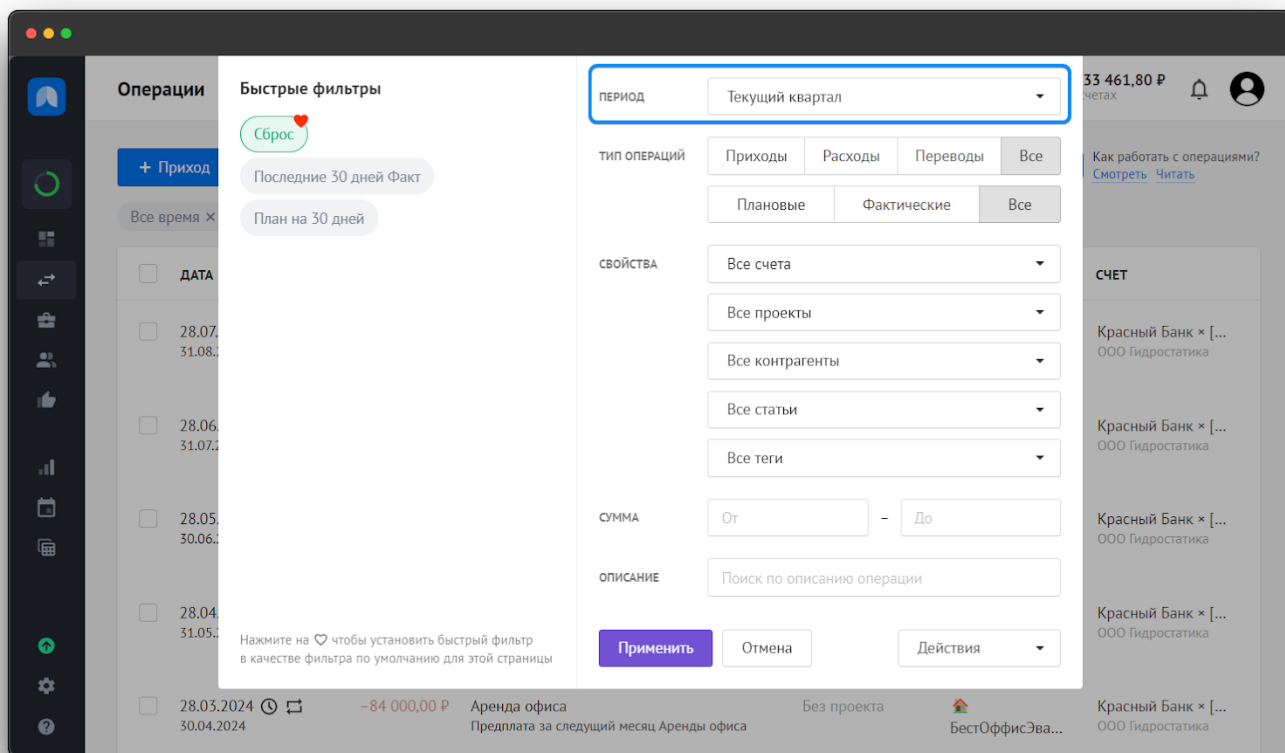 Операции
33 461,80 ₽
счетах
+ Приход
Как работать с операциями?
Смотреть Читать
Все время ×
ДАТА
СЧЕТ
28.07.
31.08.
Красный Банк × [...
ООО Гидростатика
28.06.
31.07.2
Красный Банк × [...
ООО Гидростатика
28.05.
30.06.
Красный Банк × [...
ООО Гидростатика
28.04.
31.05.
Красный Банк × [...
ООО Гидростатика
28.03.2024
30.04.2024
−84 000,00 ₽
Аренда офиса
Предплата за следущий месяц Аренды офиса
Без проекта
БестОффисЭва...
Красный Банк × [...
ООО Гидростатика
Быстрые фильтры
Сброс
Последние 30 дней Факт
План на 30 дней
Нажмите на ♡ чтобы установить быстрый фильтр
в качестве фильтра по умолчанию для этой страницы
ПЕРИОД
Текущий квартал
ТИП ОПЕРАЦИЙ
Приходы Расходы Переводы Все
Плановые Фактические Все
СВОЙСТВА
Все счета
Все проекты
Все контрагенты
Все статьи
Все теги
СУММА
От – До
ОПИСАНИЕ
Поиск по описанию операции
Применить Отмена Действия